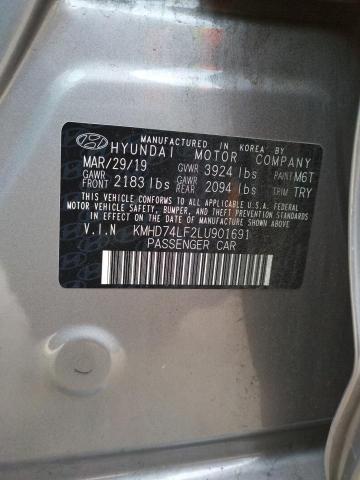 MANUFACTURED IN KOREA BY
HYUNDAI MOTOR COMPANY
MAR/29/19 GVWR 3924 lbs PAINT M6T
GAWR FRONT 2183 lbs GAWR REAR 2094 lbs TRIM TRY
THIS VEHICLE CONFORMS TO ALL APPLICABLE U.S.A. FEDERAL
MOTOR VEHICLE SAFETY, BUMPER, AND THEFT PREVENTION STANDARDS
IN EFFECT ON THE DATE OF MANUFACTURE SHOWN ABOVE.
V.I.N KMHD74LF2LU901691
PASSENGER CAR